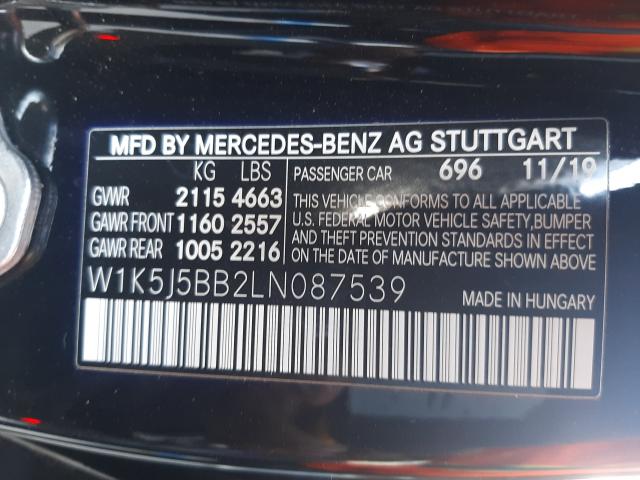 MFD BY MERCEDES-BENZ AG STUTTGART
KG LBS
GVWR 2115 4663
GAWR FRONT 1160 2557
GAWR REAR 1005 2216
PASSENGER CAR 696 11/19
THIS VEHICLE CONFORMS TO ALL APPLICABLE
U.S. FEDERAL MOTOR VEHICLE SAFETY, BUMPER
AND THEFT PREVENTION STANDARDS IN EFFECT
ON THE DATE OF MANUFACTURE SHOWN ABOVE.
W1K5J5BB2LN087539
MADE IN HUNGARY